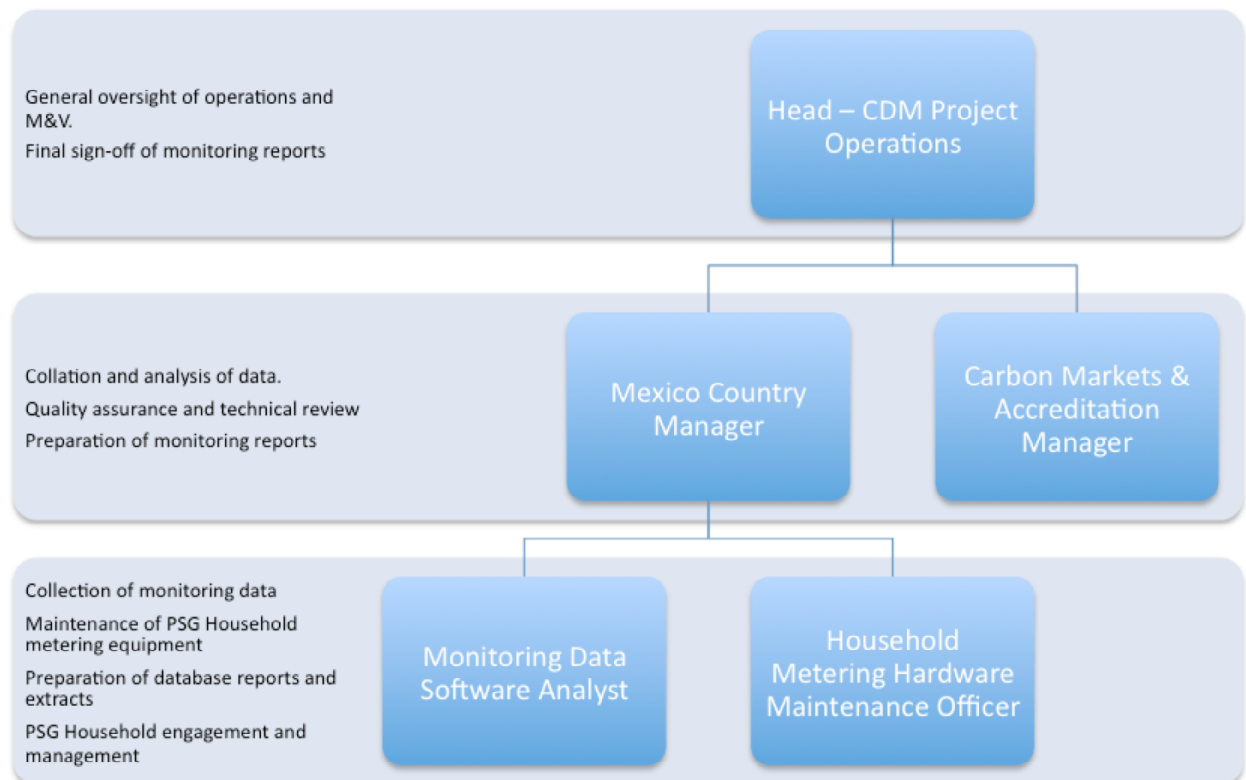 General oversight of operations and
M&V.
Final sign-off of monitoring reports
Head – CDM Project
Operations
Collation and analysis of data.
Quality assurance and technical review
Preparation of monitoring reports
Mexico Country
Manager
Carbon Markets &
Accreditation
Manager
Collection of monitoring data
Maintenance of PSG Household
metering equipment
Preparation of database reports and
extracts
PSG Household engagement and
management
Monitoring Data
Software Analyst
Household
Metering Hardware
Maintenance Officer